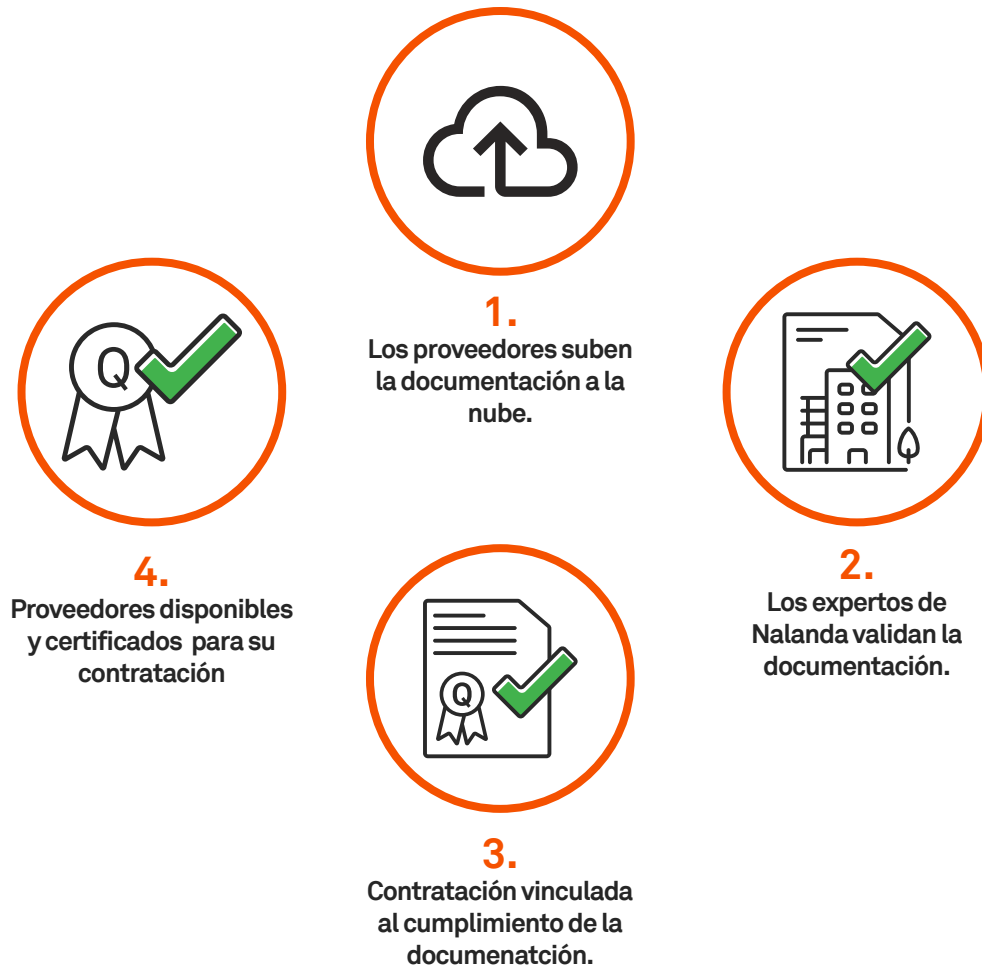 1.
Los proveedores suben
la documentación a la
nube.
2.
Los expertos de
Nalanda validan la
documentación.
3.
Contratación vinculada
al cumplimiento de la
documenatción.
4.
Proveedores disponibles
y certificados para su
contratación
Q
Q